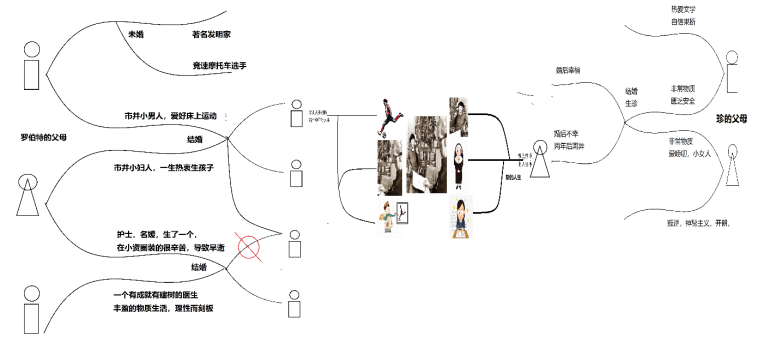 未婚
著名发明家
竞速摩托车选手
市井小男人，爱好床上运动
罗伯特的父母
结婚
市井小妇人，一生热衷生孩子
护士，名媛，生了一个，
在小资圈装的很辛苦，导致早逝
结婚
一个有成就有建树的医生
丰盈的物质生活，理性而刻板
婚后幸福
婚后不幸
两年后离异
结婚
生珍
热爱文学
自信果断
非常物质
匮乏安全
珍的父母
非常物质
爱唠叨，小女人
叛逆，神秘主义，开朗，